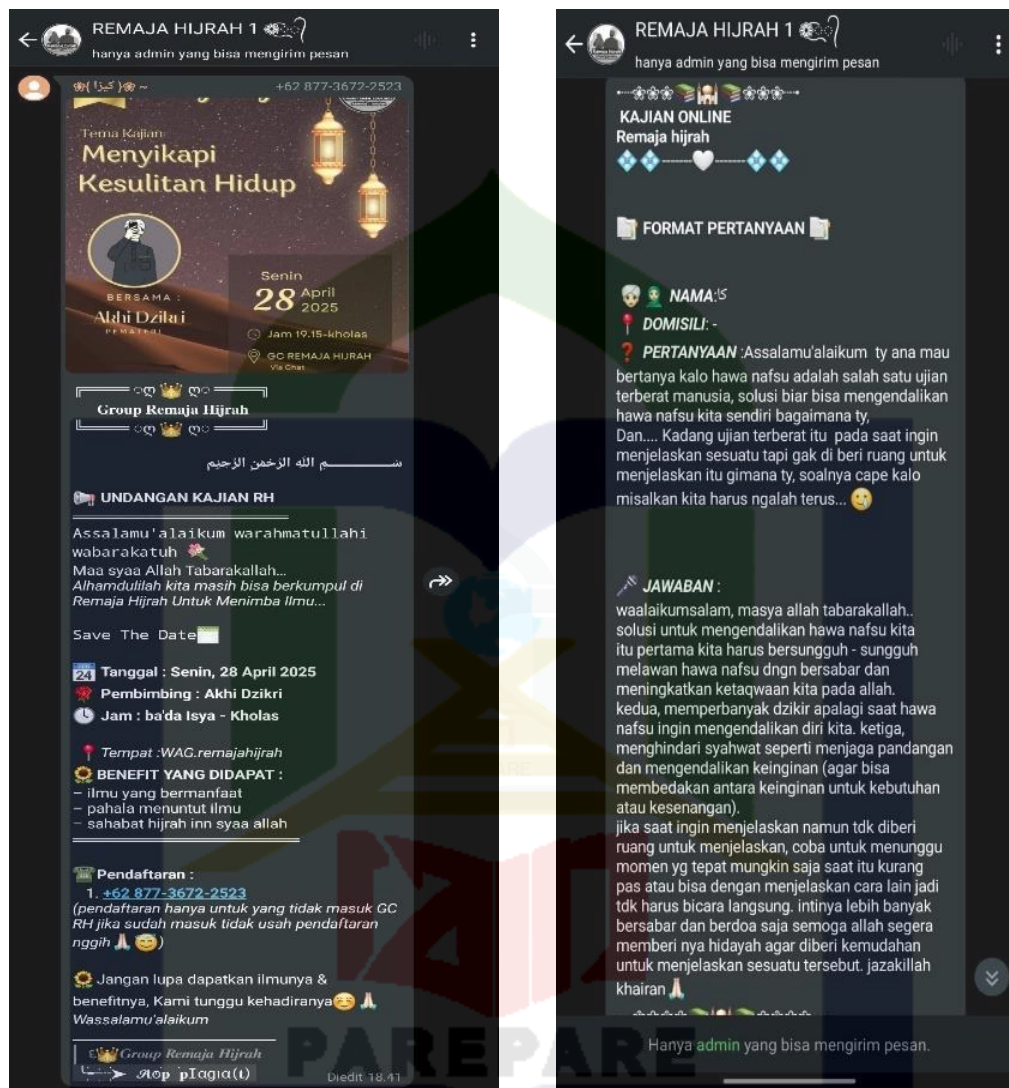 REMAJA HIJRAH 1
hanya admin yang bisa mengirim pesan
+62 877-3672-2523
Tema Kajian:
Menyikapi
Kesulitan Hidup
BERSAMA :
Akhi Dzikri
PEMATERI
Senin
28 April
2025
Jam 19.15-kholas
GC REMAJA HIJRAH
Via Chat
Group Remaja Hijrah
UNDANGAN KAJIAN RH
Assalamu'alaikum warahmatullahi
wabarakatuh 💐
Maa syaa Allah Tabarakallah...
Alhamdulilah kita masih bisa berkumpul di
Remaja Hijrah Untuk Menimba Ilmu...
Save The Date
📅 Tanggal : Senin, 28 April 2025
🌹 Pembimbing : Akhi Dzikri
🕓 Jam : ba'da Isya - Kholas
📍 Tempat :WAG.remajahijrah
🌻 BENEFIT YANG DIDAPAT :
– ilmu yang bermanfaat
– pahala menuntut ilmu
– sahabat hijrah inn syaa allah
☎ Pendaftaran :
1. +62 877-3672-2523
(pendaftaran hanya untuk yang tidak masuk GC
RH jika sudah masuk tidak usah pendaftaran
nggih 🙏🏻 😇)
🌻 Jangan lupa dapatkan ilmunya &
benefitnya, Kami tunggu kehadiranya☺️ 🙏🏻
Wassalamu'alaikum
Group Remaja Hijrah
Diedit 18.41
REMAJA HIJRAH 1
hanya admin yang bisa mengirim pesan
KAJIAN ONLINE
Remaja hijrah
FORMAT PERTANYAAN
NAMA:كا
📍 DOMISILI: -
❓ PERTANYAAN :Assalamu'alaikum ty ana mau
bertanya kalo hawa nafsu adalah salah satu ujian
terberat manusia, solusi biar bisa mengendalikan
hawa nafsu kita sendiri bagaimana ty,
Dan.... Kadang ujian terberat itu pada saat ingin
menjelaskan sesuatu tapi gak di beri ruang untuk
menjelaskan itu gimana ty, soalnya cape kalo
misalkan kita harus ngalah terus... 🥲
🎤 JAWABAN :
waalaikumsalam, masya allah tabarakallah..
solusi untuk mengendalikan hawa nafsu kita
itu pertama kita harus bersungguh - sungguh
melawan hawa nafsu dngn bersabar dan
meningkatkan ketaqwaan kita pada allah.
kedua, memperbanyak dzikir apalagi saat hawa
nafsu ingin mengendalikan diri kita. ketiga,
menghindari syahwat seperti menjaga pandangan
dan mengendalikan keinginan (agar bisa
membedakan antara keinginan untuk kebutuhan
atau kesenangan).
jika saat ingin menjelaskan namun tdk diberi
ruang untuk menjelaskan, coba untuk menunggu
momen yg tepat mungkin saja saat itu kurang
pas atau bisa dengan menjelaskan cara lain jadi
tdk harus bicara langsung. intinya lebih banyak
bersabar dan berdoa saja semoga allah segera
memberi nya hidayah agar diberi kemudahan
untuk menjelaskan sesuatu tersebut. jazakillah
khairan🙏🏻
Hanya admin yang bisa mengirim pesan.
PAREPARE